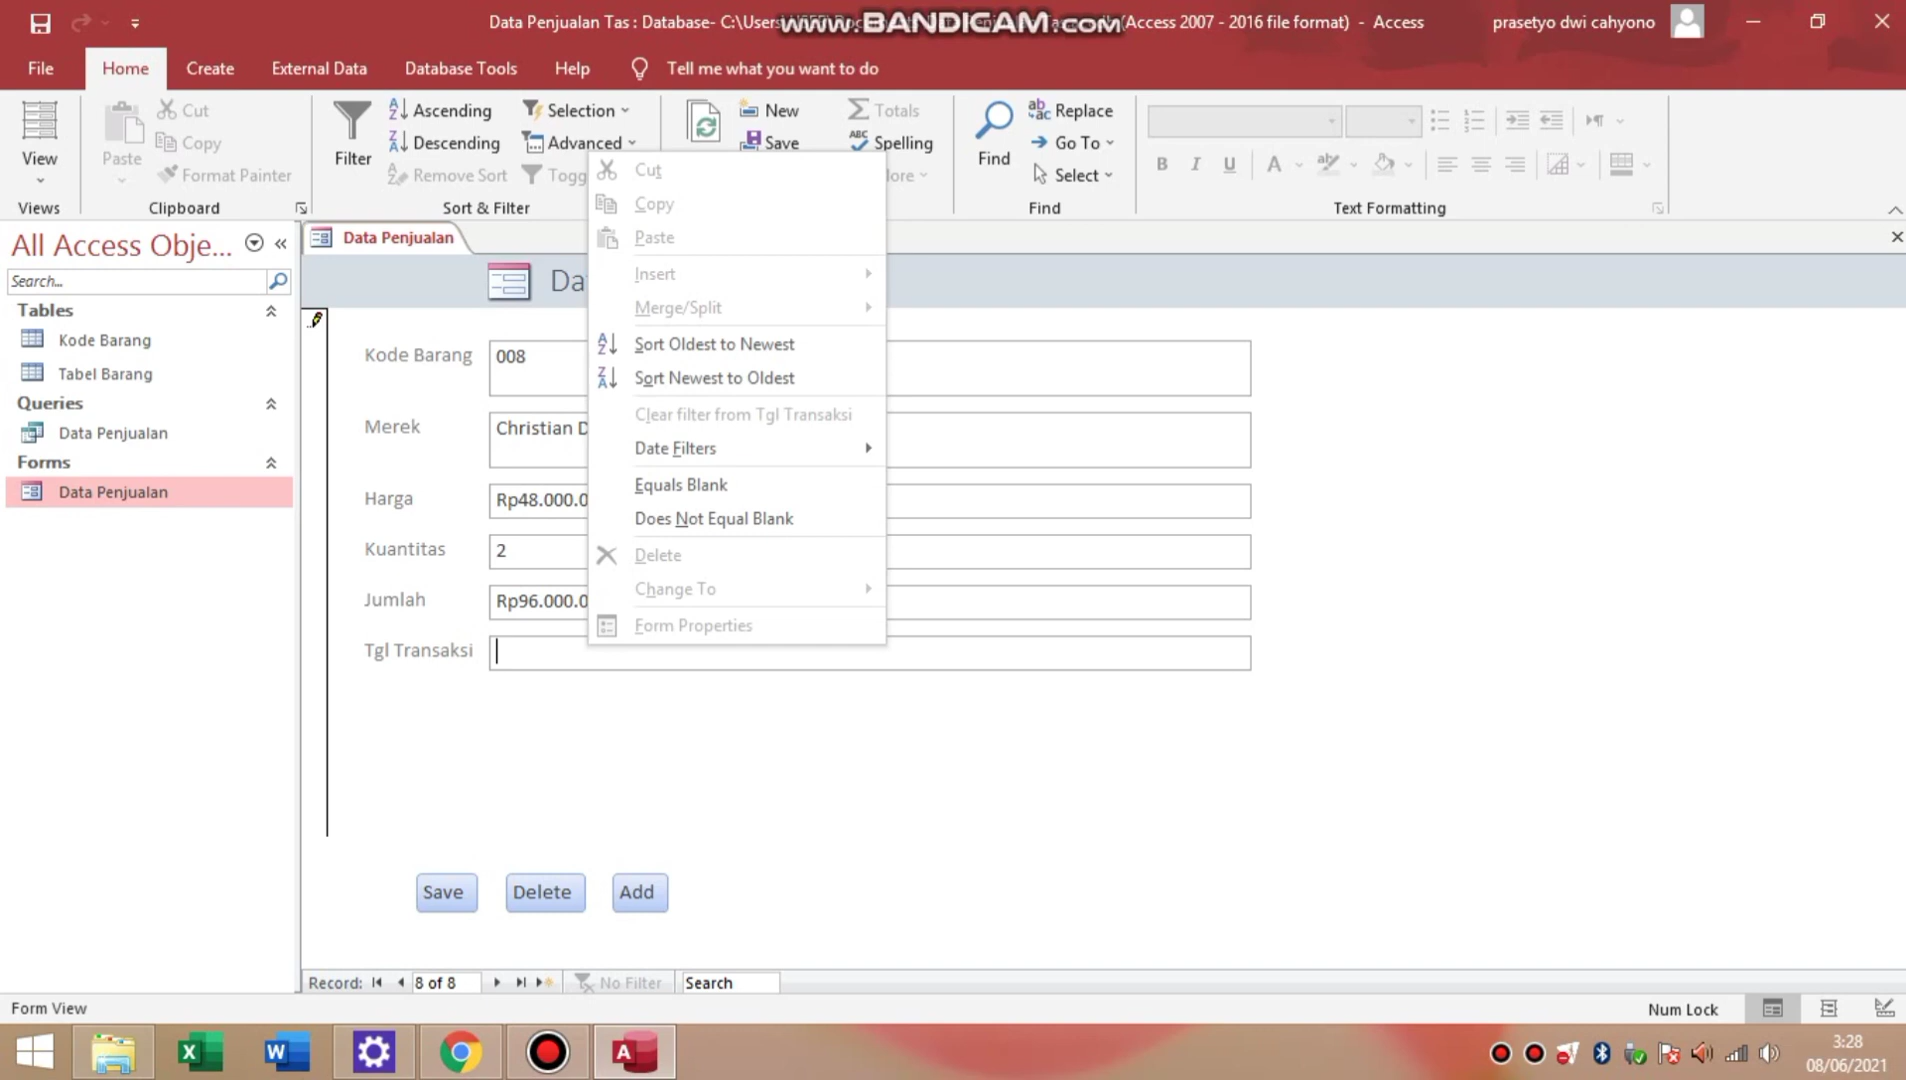 Data Penjualan Tas : Database- C:\Users (Access 2007 - 2016 file format) - Access
www.BANDICAM.com
prasetyo dwi cahyono
File Home Create External Data Database Tools Help Tell me what you want to do
View
Views
Paste
Cut
Copy
Format Painter
Clipboard
Filter
Ascending
Descending
Remove Sort
Selection
Advanced
Togg
Sort & Filter
New
Save
Totals
Spelling
ore
Find
Replace
Go To
Select
Find
B I U A
Text Formatting
All Access Obje...
Search...
Tables
Kode Barang
Tabel Barang
Queries
Data Penjualan
Forms
Data Penjualan
Data Penjualan
Da
Kode Barang 008
Merek Christian D
Harga Rp48.000.0
Kuantitas 2
Jumlah Rp96.000.0
Tgl Transaksi
Cut
Copy
Paste
Insert
Merge/Split
Sort Oldest to Newest
Sort Newest to Oldest
Clear filter from Tgl Transaksi
Date Filters
Equals Blank
Does Not Equal Blank
Delete
Change To
Form Properties
Save Delete Add
Record: 8 of 8 No Filter Search
Form View
Num Lock
3:28
08/06/2021